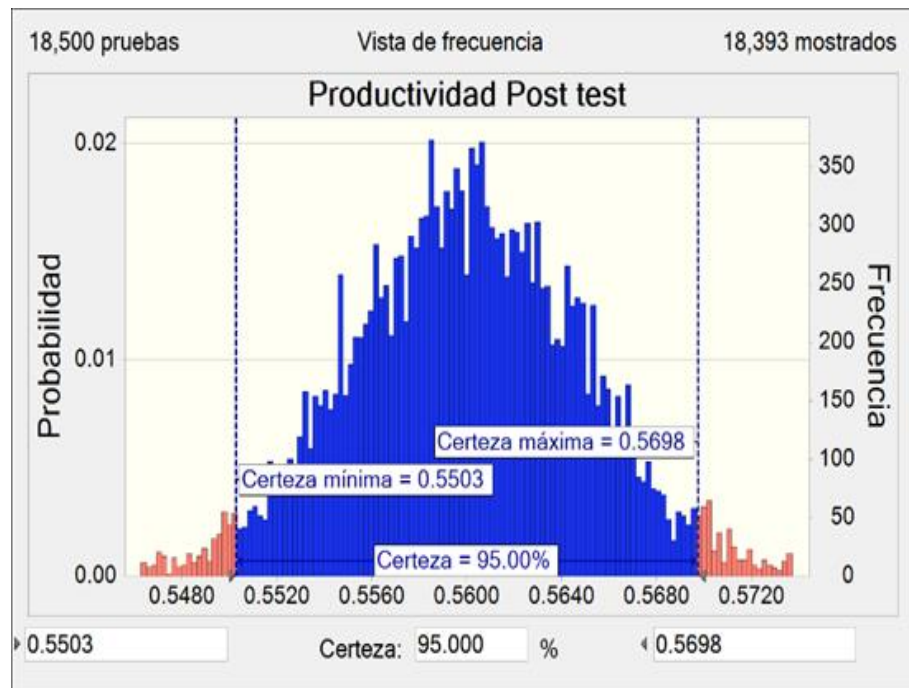 18,500 pruebas Vista de frecuencia 18,393 mostrados
Productividad Post test
Probabilidad
0.02
0.01
0.00
Certeza máxima = 0.5698
Certeza mínima = 0.5503
Certeza = 95.00%
350
300
250
200
150
100
50
0
Frecuencia
0.5480 0.5520 0.5560 0.5600 0.5640 0.5680 0.5720
0.5503 Certeza: 95.000 % 0.5698